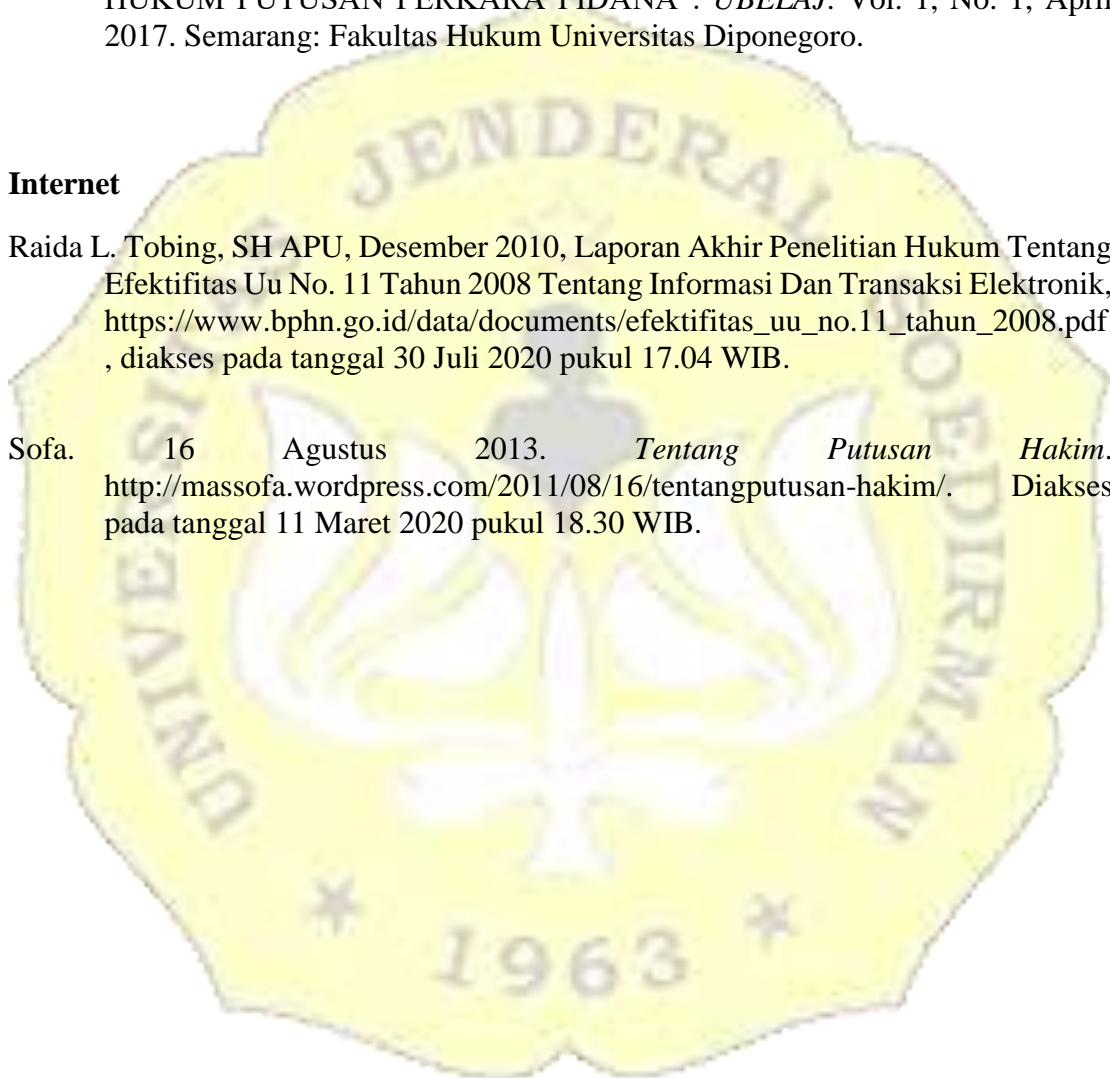 HUKUM PUTUSAN PERKARA PIDANA". UBELAJ. Vol. 1, No. 1, April
2017. Semarang: Fakultas Hukum Universitas Diponegoro.
Internet
Raida L. Tobing, SH APU, Desember 2010, Laporan Akhir Penelitian Hukum Tentang
Efektifitas Uu No. 11 Tahun 2008 Tentang Informasi Dan Transaksi Elektronik,
https://www.bphn.go.id/data/documents/efektifitas_uu_no.11_tahun_2008.pdf
, diakses pada tanggal 30 Juli 2020 pukul 17.04 WIB.
Sofa. 16 Agustus 2013. Tentang Putusan Hakim.
http://massofa.wordpress.com/2011/08/16/tentangputusan-hakim/. Diakses
pada tanggal 11 Maret 2020 pukul 18.30 WIB.
UNIVERSITAS JENDERAL SOEDIRMAN
1963